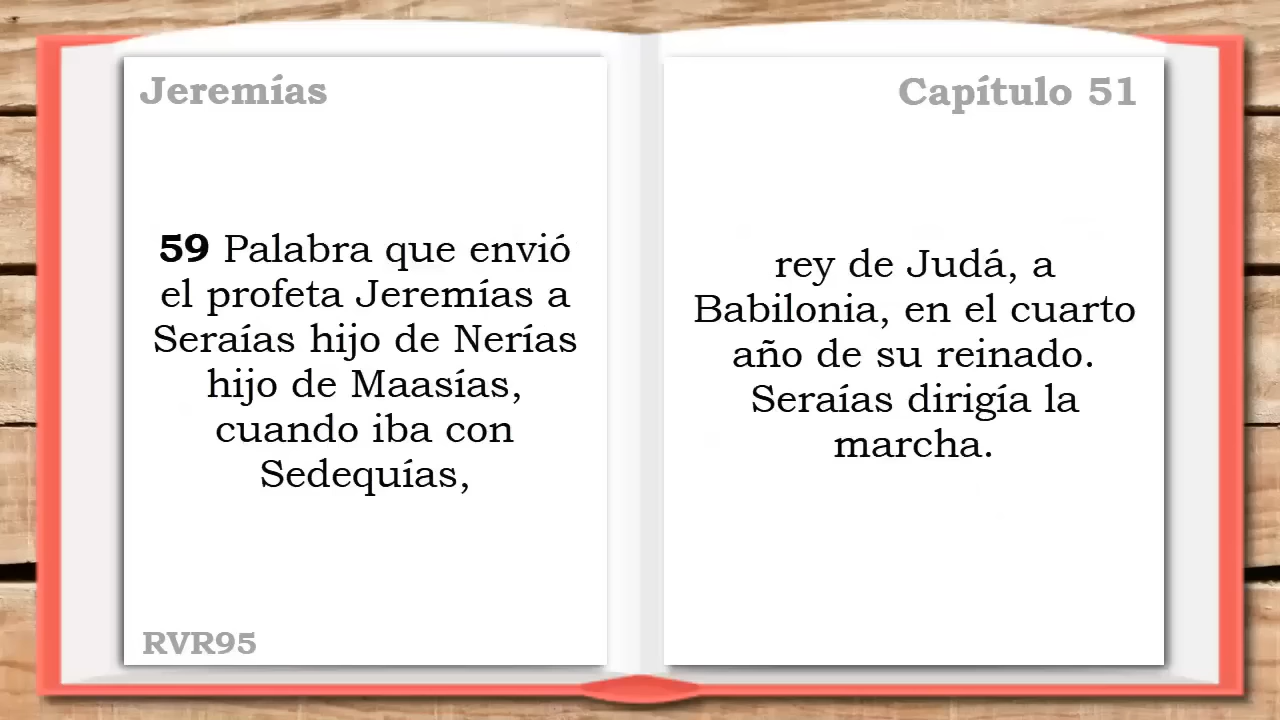 Jeremías
59 Palabra que envió
el profeta Jeremías a
Seraías hijo de Nerías
hijo de Maasías,
cuando iba con
Sedequías,
RVR95
Capítulo 51
rey de Judá, a
Babilonia, en el cuarto
año de su reinado.
Seraías dirigía la
marcha.